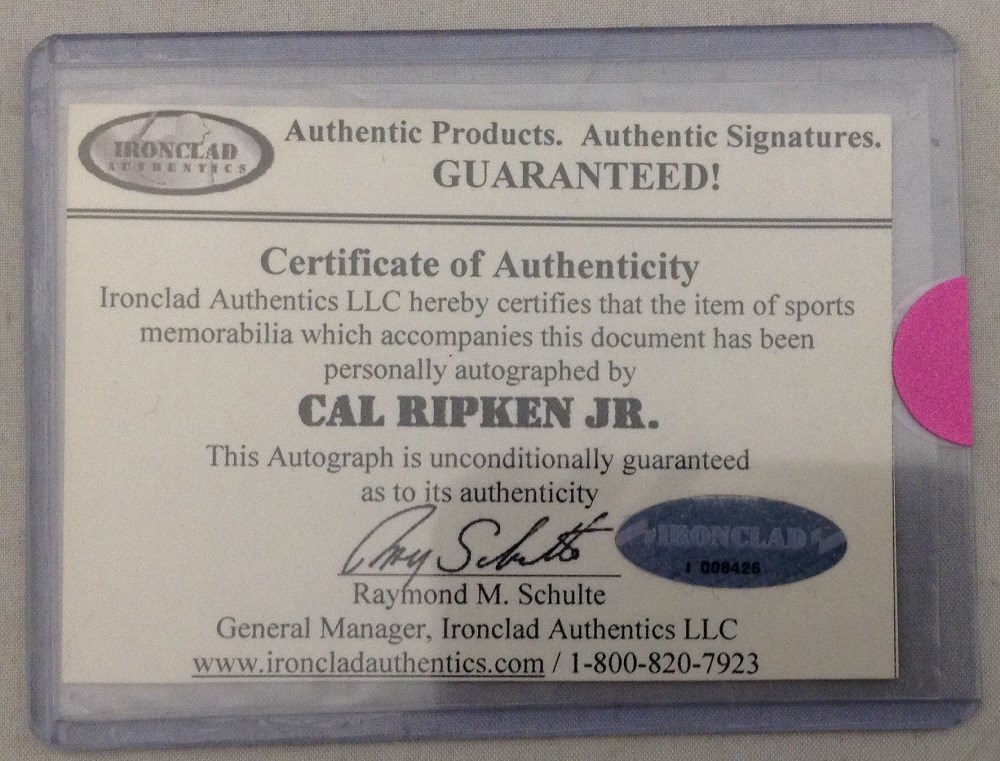 IRONCLAD
AUTHENTICS
Authentic Products. Authentic Signatures.
GUARANTEED!
Certificate of Authenticity
Ironclad Authentics LLC hereby certifies that the item of sports
memorabilia which accompanies this document has been
personally autographed by
CAL RIPKEN JR.
This Autograph is unconditionally guaranteed
as to its authenticity
Ray Schulte
IRONCLAD
I 008426
Raymond M. Schulte
General Manager, Ironclad Authentics LLC
www.ironcladauthentics.com / 1-800-820-7923